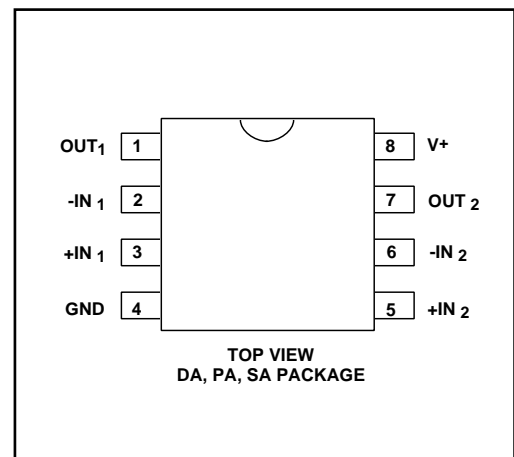 OUT1 1 8 V+
-IN 1 2 7 OUT 2
+IN 1 3 6 -IN 2
GND 4 5 +IN 2
TOP VIEW
DA, PA, SA PACKAGE